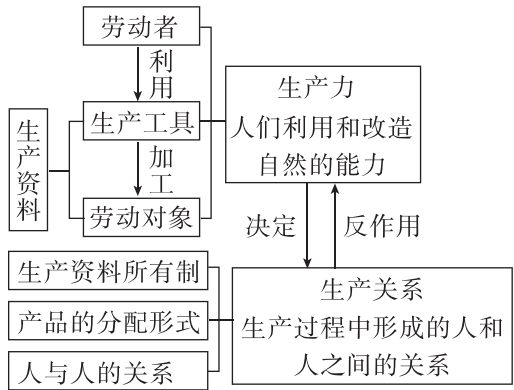 劳动者
利用
生产工具
加工
劳动对象
生产资料
生产力
人们利用和改造
自然的能力
决定
反作用
生产资料所有制
产品的分配形式
人与人的关系
生产关系
生产过程中形成的人和
人之间的关系